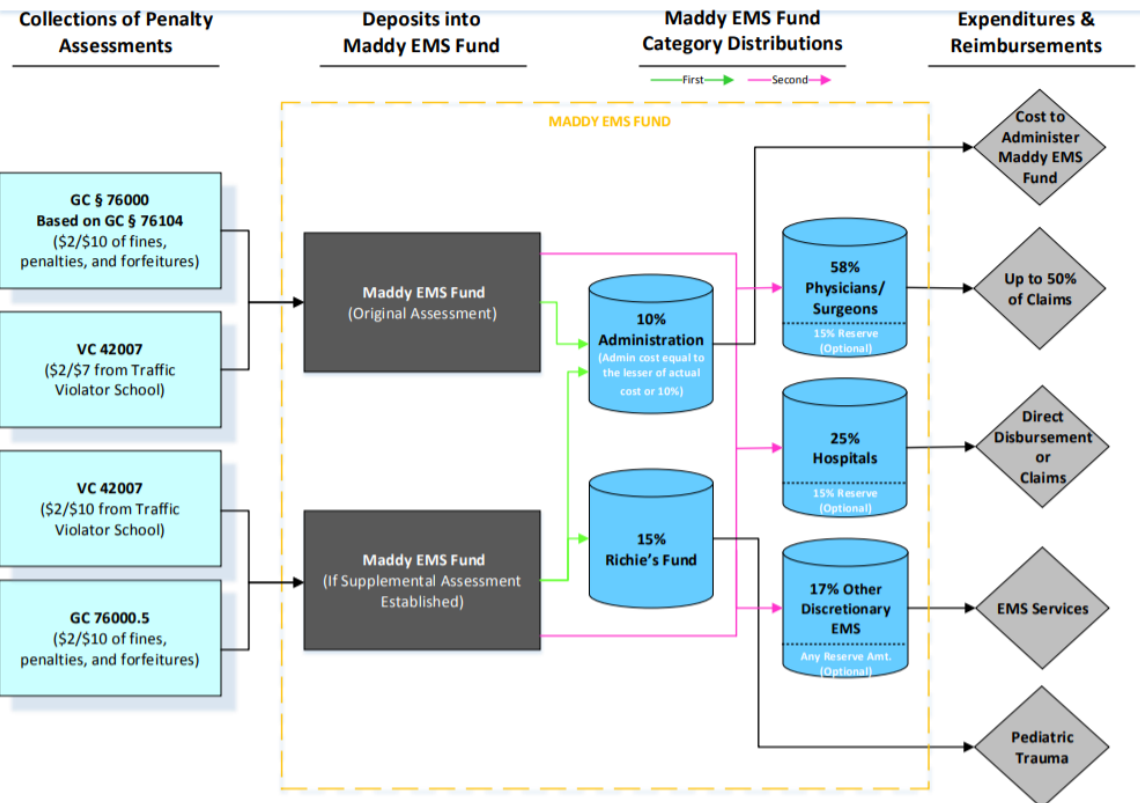 Collections of Penalty
Assessments
Deposits into
Maddy EMS Fund
Maddy EMS Fund
Category Distributions
Expenditures &
Reimbursements
First
Second
MADDY EMS FUND
GC § 76000
Based on GC § 76104
($2/$10 of fines,
penalties, and forfeitures)
VC 42007
($2/$7 from Traffic
Violator School)
VC 42007
($2/$10 from Traffic
Violator School)
GC 76000.5
($2/$10 of fines,
penalties, and forfeitures)
Maddy EMS Fund
(Original Assessment)
Maddy EMS Fund
(If Supplemental Assessment
Established)
10%
Administration
(Admin cost equal to
the lesser of actual
cost or 10%)
15%
Richie's Fund
58%
Physicians/
Surgeons
15% Reserve
(Optional)
25%
Hospitals
15% Reserve
(Optional)
17% Other
Discretionary
EMS
Any Reserve Amt.
(Optional)
Cost to
Administer
Maddy EMS
Fund
Up to 50%
of Claims
Direct
Disbursement
or
Claims
EMS Services
Pediatric
Trauma